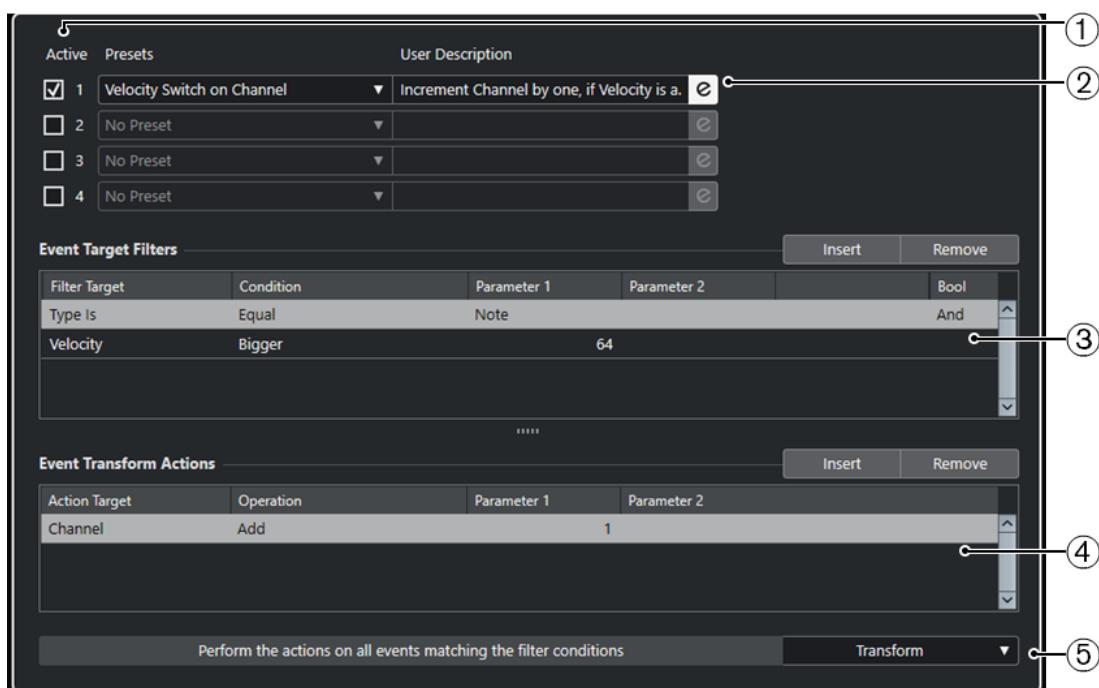 ①
Active Presets User Description
1 Velocity Switch on Channel Increment Channel by one, if Velocity is a. e ②
2 No Preset e
3 No Preset e
4 No Preset e
Event Target Filters Insert Remove
Filter Target Condition Parameter 1 Parameter 2 Bool
Type Is Equal Note And
Velocity Bigger 64 ③
Event Transform Actions Insert Remove
Action Target Operation Parameter 1 Parameter 2
Channel Add 1
④
Perform the actions on all events matching the filter conditions Transform ⑤